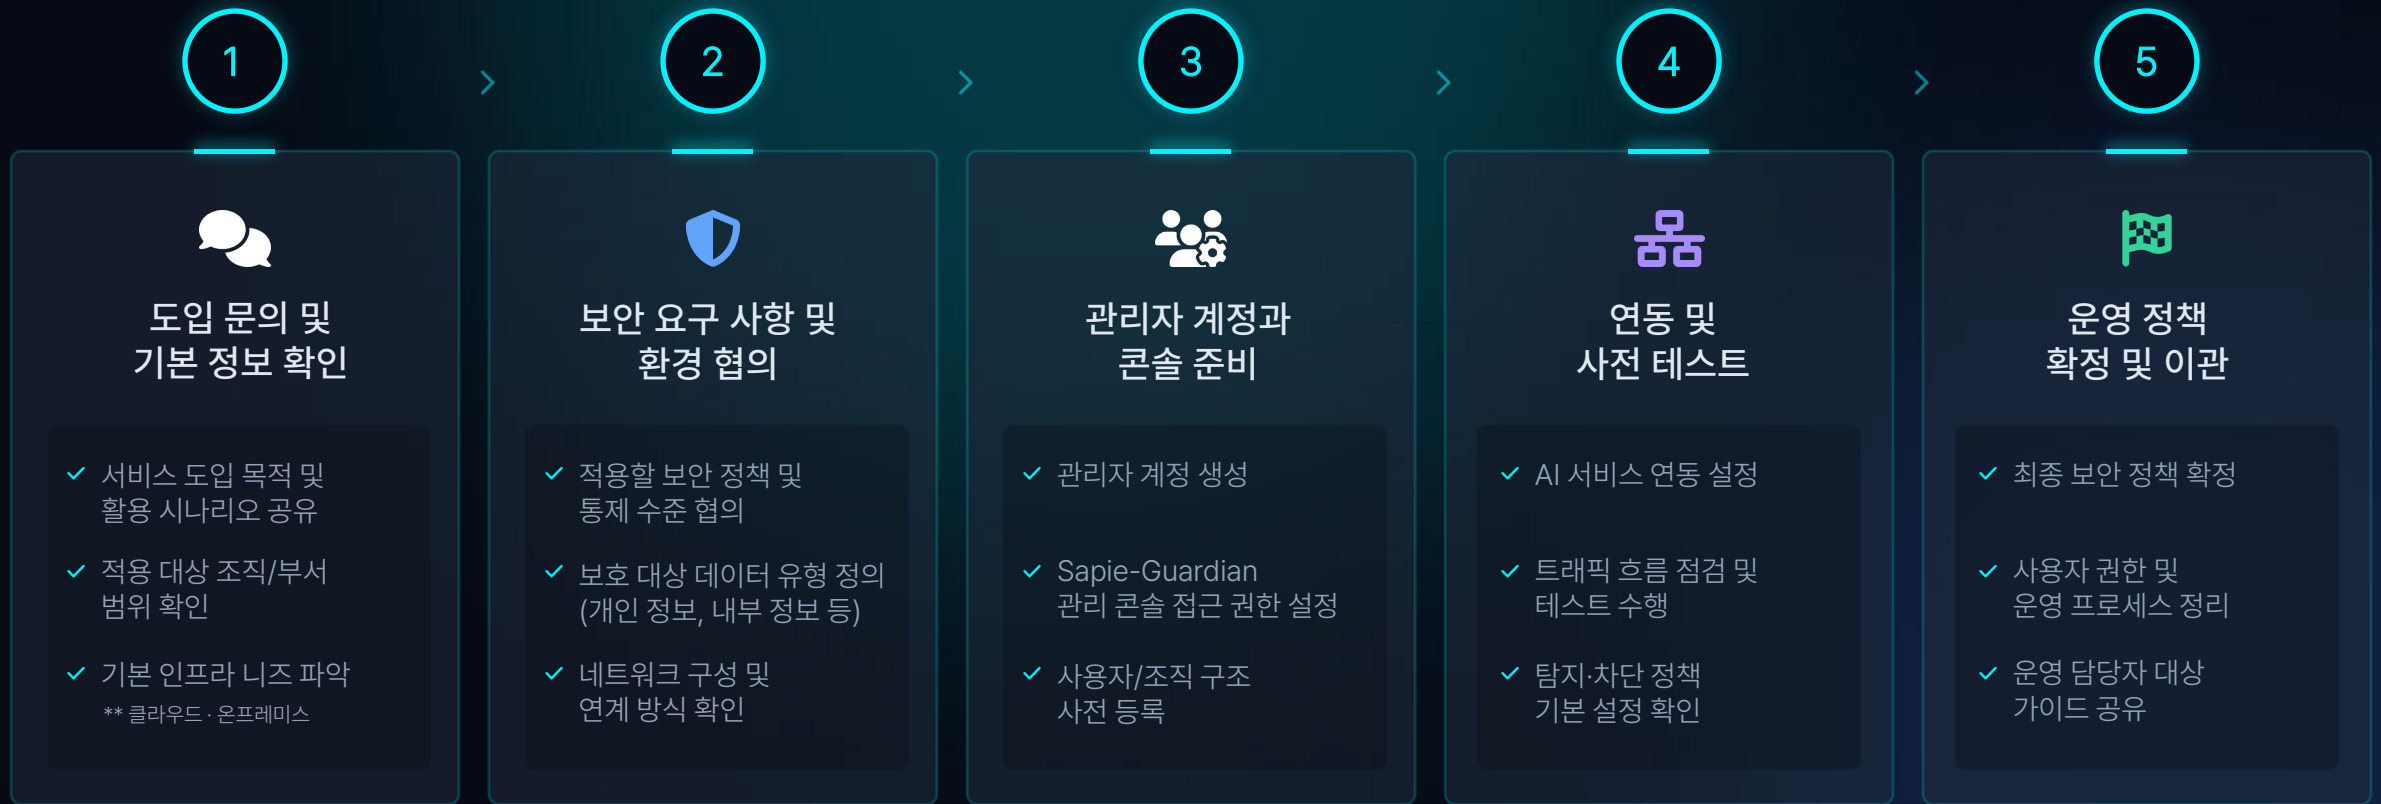 1
도입 문의 및
기본 정보 확인
서비스 도입 목적 및
활용 시나리오 공유
적용 대상 조직/부서
범위 확인
기본 인프라 니즈 파악
** 클라우드 · 온프레미스
2
보안 요구 사항 및
환경 협의
적용할 보안 정책 및
통제 수준 협의
보호 대상 데이터 유형 정의
(개인 정보, 내부 정보 등)
네트워크 구성 및
연계 방식 확인
3
관리자 계정과
콘솔 준비
관리자 계정 생성
Sapie-Guardian
관리 콘솔 접근 권한 설정
사용자/조직 구조
사전 등록
4
연동 및
사전 테스트
AI 서비스 연동 설정
트래픽 흐름 점검 및
테스트 수행
탐지·차단 정책
기본 설정 확인
5
운영 정책
확정 및 이관
최종 보안 정책 확정
사용자 권한 및
운영 프로세스 정리
운영 담당자 대상
가이드 공유